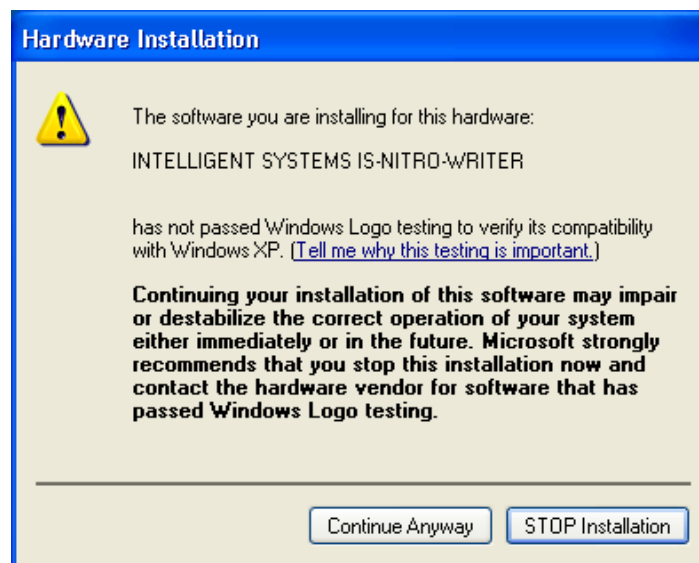 Hardware Installation
The software you are installing for this hardware:
INTELLIGENT SYSTEMS IS-NITRO-WRITER
has not passed Windows Logo testing to verify its compatibility
with Windows XP. (Tell me why this testing is important.)
Continuing your installation of this software may impair
or destabilize the correct operation of your system
either immediately or in the future. Microsoft strongly
recommends that you stop this installation now and
contact the hardware vendor for software that has
passed Windows Logo testing.
Continue Anyway
STOP Installation